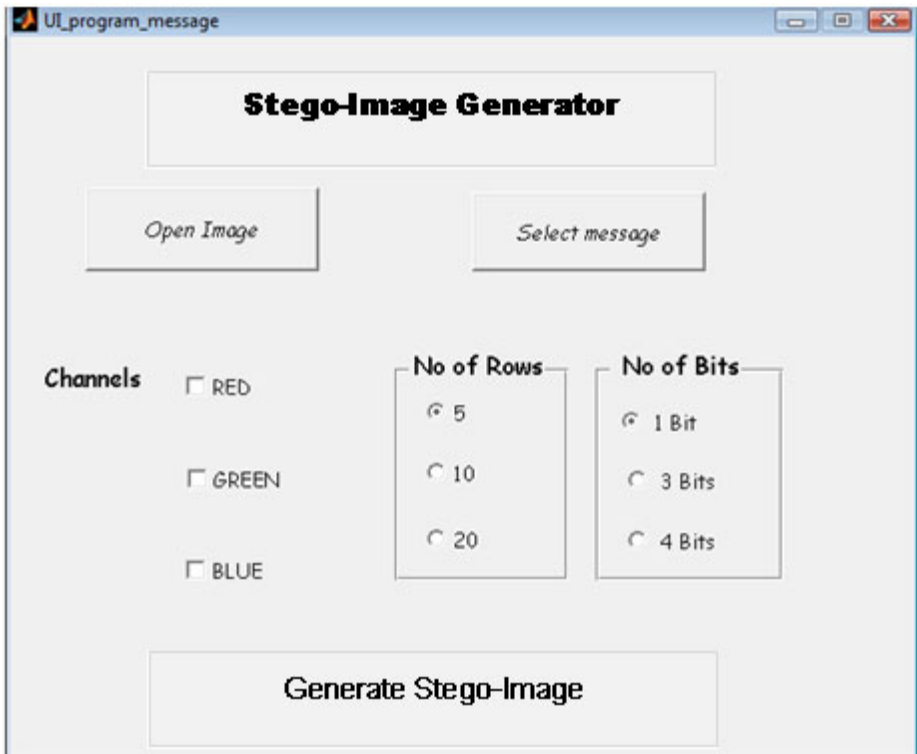 UI_program_message
Stego-Image Generator
Open Image
Select message
Channels
RED
GREEN
BLUE
No of Rows
5
10
20
No of Bits
1 Bit
3 Bits
4 Bits
Generate Stego-Image